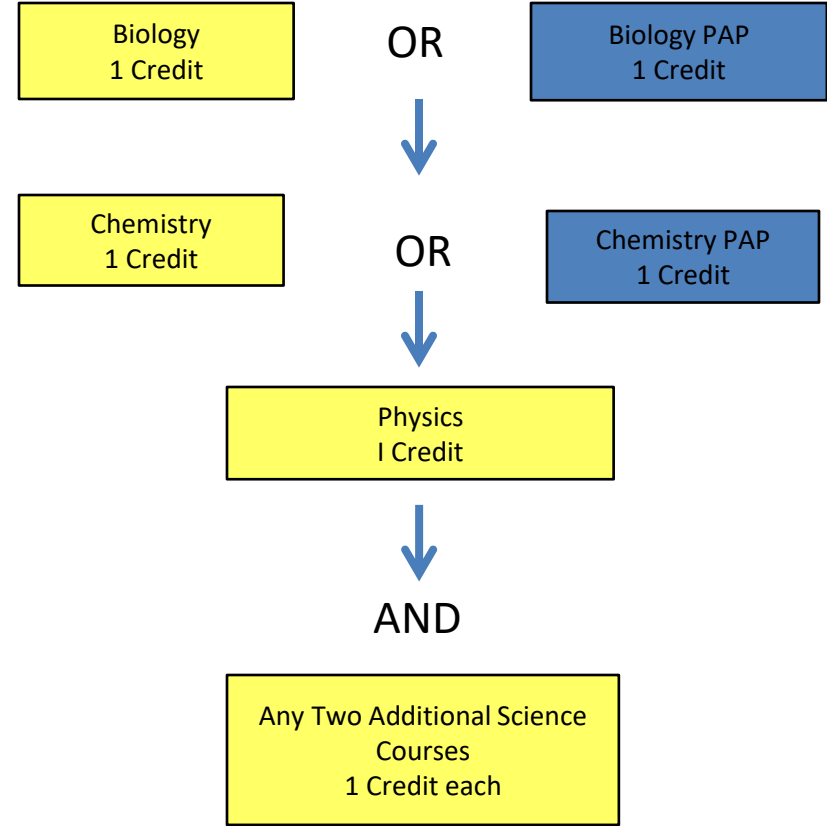 Biology
1 Credit
OR
Biology PAP
1 Credit
Chemistry
1 Credit
OR
Chemistry PAP
1 Credit
Physics
I Credit
AND
Any Two Additional Science
Courses
1 Credit each